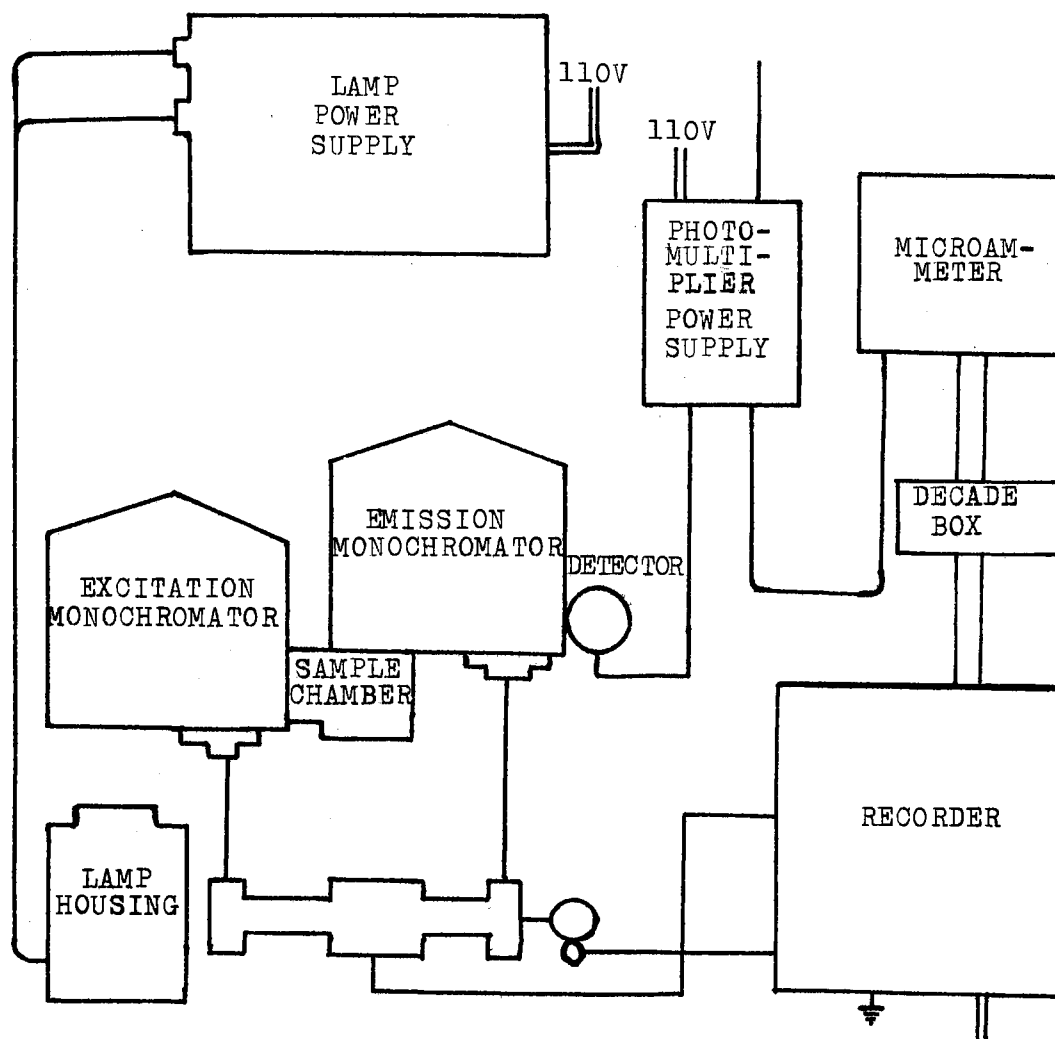 LAMP
POWER
SUPPLY
110V
110V
PHOTO-
MULTI-
PLIER
POWER
SUPPLY
MICROAM-
METER
DECADE
BOX
EMISSION
MONOCHROMATOR
DETECTOR
EXCITATION
MONOCHROMATOR
SAMPLE
CHAMBER
RECORDER
LAMP
HOUSING